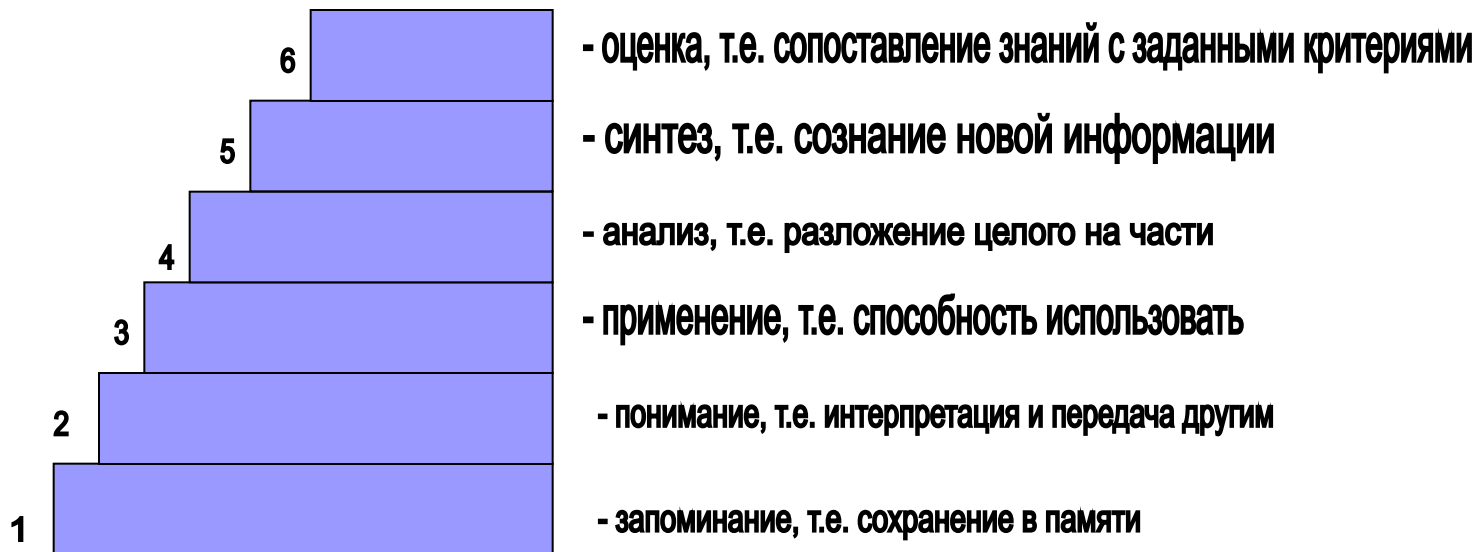 6 - оценка, т.е. сопоставление знаний с заданными критериями
5 - синтез, т.е. сознание новой информации
4 - анализ, т.е. разложение целого на части
3 - применение, т.е. способность использовать
2 - понимание, т.е. интерпретация и передача другим
1 - запоминание, т.е. сохранение в памяти